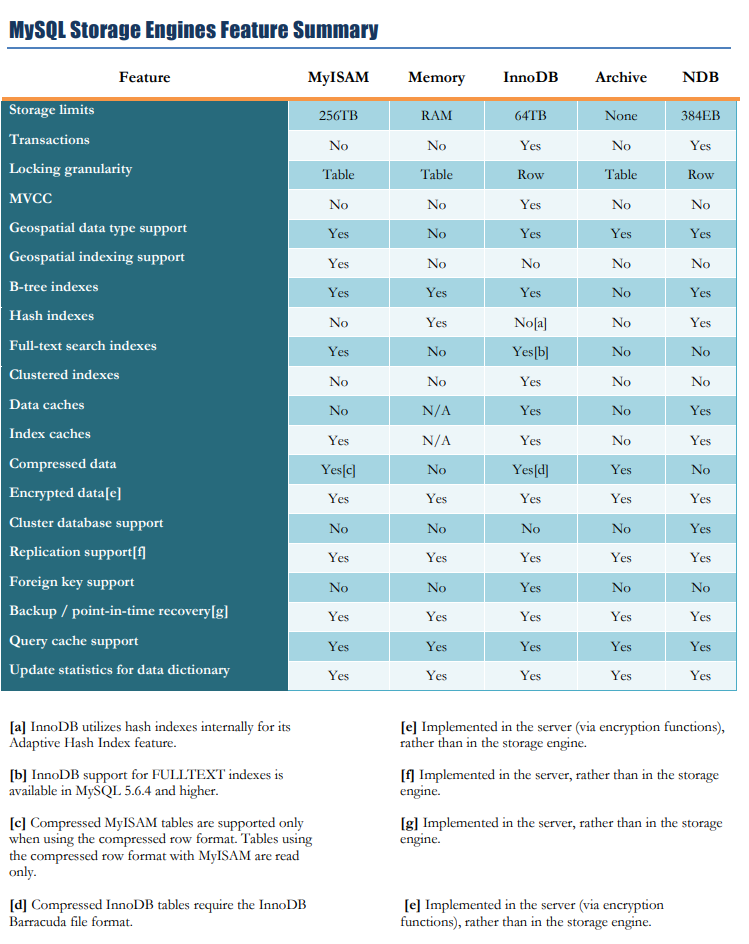 MySQL Storage Engines Feature Summary
Feature MyISAM Memory InnoDB Archive NDB
Storage limits 256TB RAM 64TB None 384EB
Transactions No No Yes No Yes
Locking granularity Table Table Row Table Row
MVCC No No Yes No No
Geospatial data type support Yes No Yes Yes Yes
Geospatial indexing support Yes No No No No
B-tree indexes Yes Yes Yes No Yes
Hash indexes No Yes No[a] No Yes
Full-text search indexes Yes No Yes[b] No No
Clustered indexes No No Yes No No
Data caches No N/A Yes No Yes
Index caches Yes N/A Yes No Yes
Compressed data Yes[c] No Yes[d] Yes No
Encrypted data[e] Yes Yes Yes Yes Yes
Cluster database support No No No No Yes
Replication support[f] Yes Yes Yes Yes Yes
Foreign key support No No Yes No No
Backup / point-in-time recovery[g] Yes Yes Yes Yes Yes
Query cache support Yes Yes Yes Yes Yes
Update statistics for data dictionary Yes Yes Yes Yes Yes
[a] InnoDB utilizes hash indexes internally for its
Adaptive Hash Index feature.
[b] InnoDB support for FULLTEXT indexes is
available in MySQL 5.6.4 and higher.
[c] Compressed MyISAM tables are supported only
when using the compressed row format. Tables using
the compressed row format with MyISAM are read
only.
[d] Compressed InnoDB tables require the InnoDB
Barracuda file format.
[e] Implemented in the server (via encryption functions),
rather than in the storage engine.
[f] Implemented in the server, rather than in the storage
engine.
[g] Implemented in the server, rather than in the storage
engine.
[e] Implemented in the server (via encryption
functions), rather than in the storage engine.